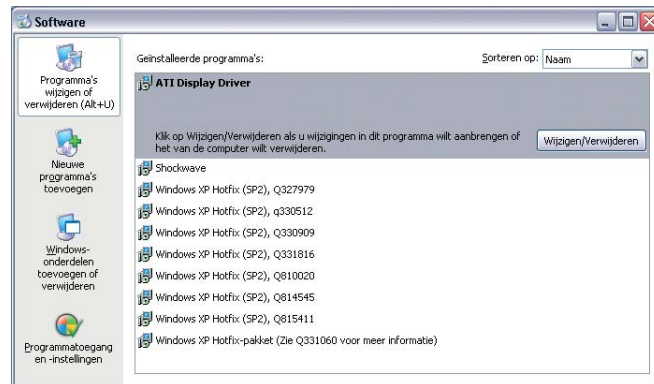 Software
Programma's
wijzigen of
verwijderen (Alt+U)
Nieuwe
programma's
toevoegen
Windows-
onderdelen
toevoegen of
verwijderen
Programmatoegang
en -instellingen
Geïnstalleerde programma's:
Sorteren op:
Naam
ATI Display Driver
Klik op Wijzigen/Verwijderen als u wijzigingen in dit programma wilt aanbrengen of
het van de computer wilt verwijderen.
Wijzigen/Verwijderen
Shockwave
Windows XP Hotfix (SP2), Q327979
Windows XP Hotfix (SP2), q330512
Windows XP Hotfix (SP2), Q330909
Windows XP Hotfix (SP2), Q331816
Windows XP Hotfix (SP2), Q810020
Windows XP Hotfix (SP2), Q814545
Windows XP Hotfix (SP2), Q815411
Windows XP Hotfix-pakket (Zie Q331060 voor meer informatie)